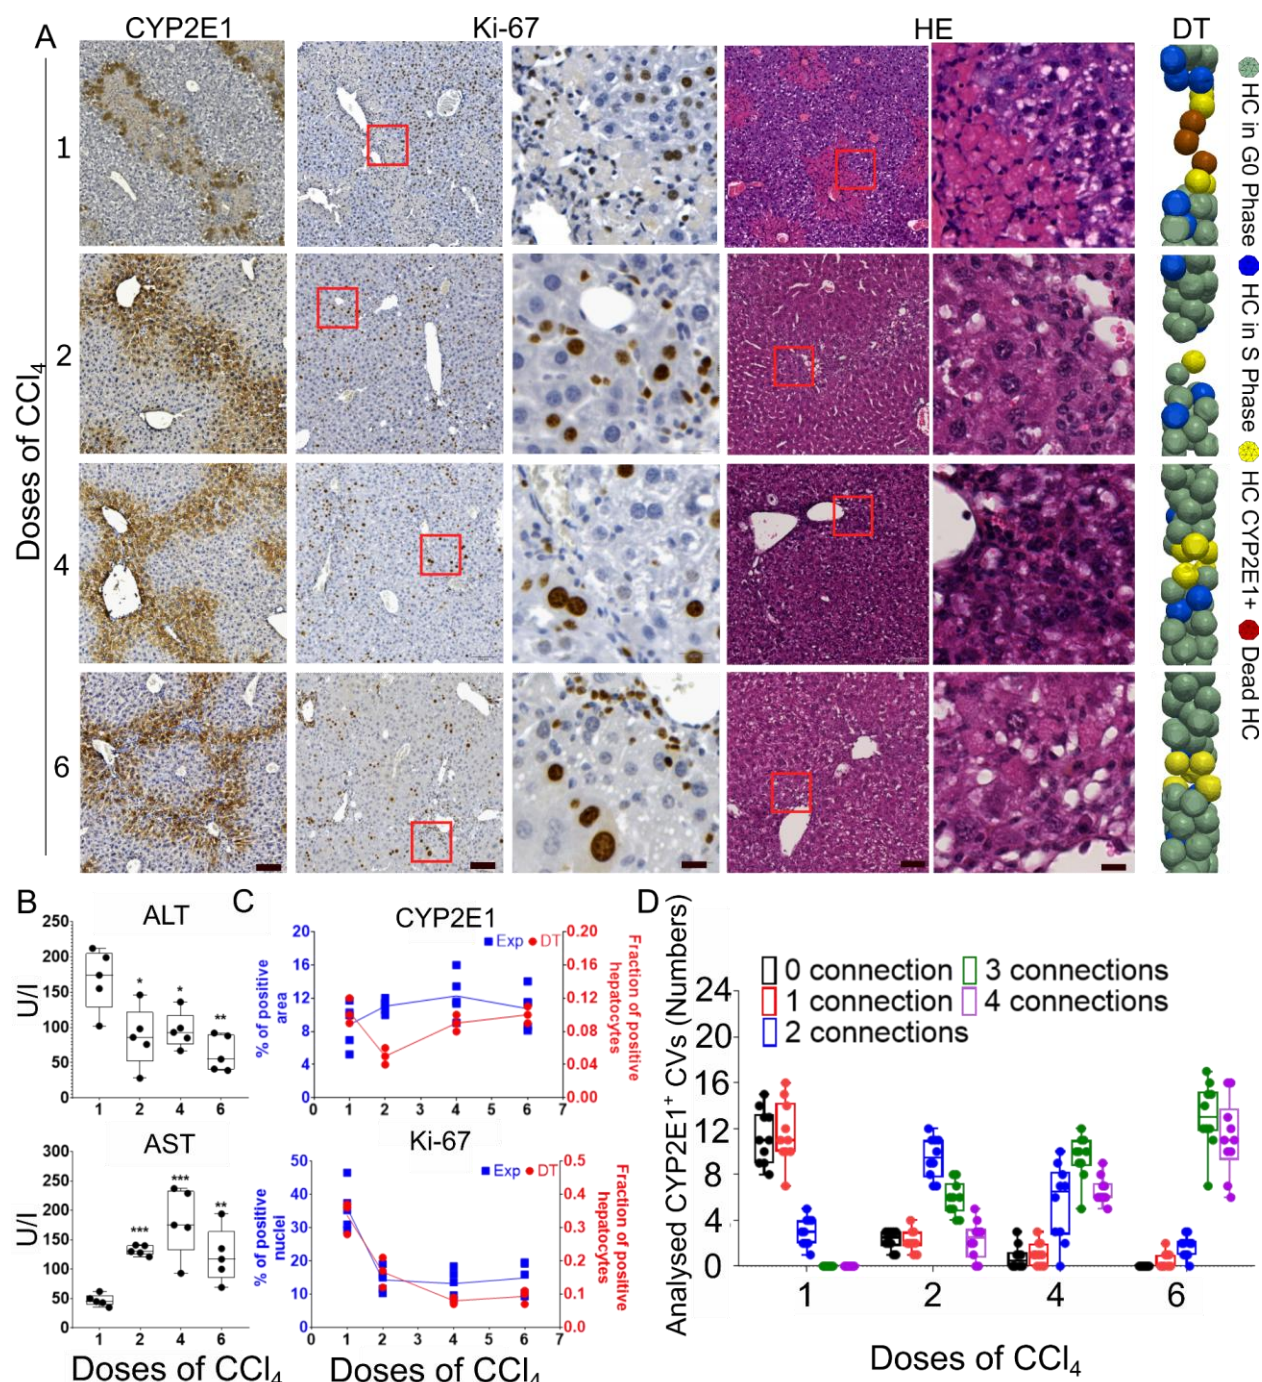 A
CYP2E1
Ki-67
HE
DT
Doses of CCl4
1
2
4
6
HC in G0 Phase HC in S Phase HC CYP2E1+ Dead HC
B
ALT
U/I
250
200
150
100
50
0
* * **
1 2 4 6
AST
U/I
300
250
200
150
100
50
0
*** *** **
1 2 4 6
Doses of CCl4
C
CYP2E1
Exp DT
% of positive
area
20
16
12
8
4
0
0 1 2 3 4 5 6 7
0.20
0.16
0.12
0.08
0.04
0.00
Fraction of positive
hepatocytes
Ki-67
Exp DT
% of positive
nuclei
50
40
30
20
10
0
0 1 2 3 4 5 6 7
0.5
0.4
0.3
0.2
0.1
0.0
Fraction of positive
hepatocytes
Doses of CCl4
D
Analysed CYP2E1+ CVs (Numbers)
0 connection
1 connection
2 connections
3 connections
4 connections
24
20
16
12
8
4
0
1 2 4 6
Doses of CCl4